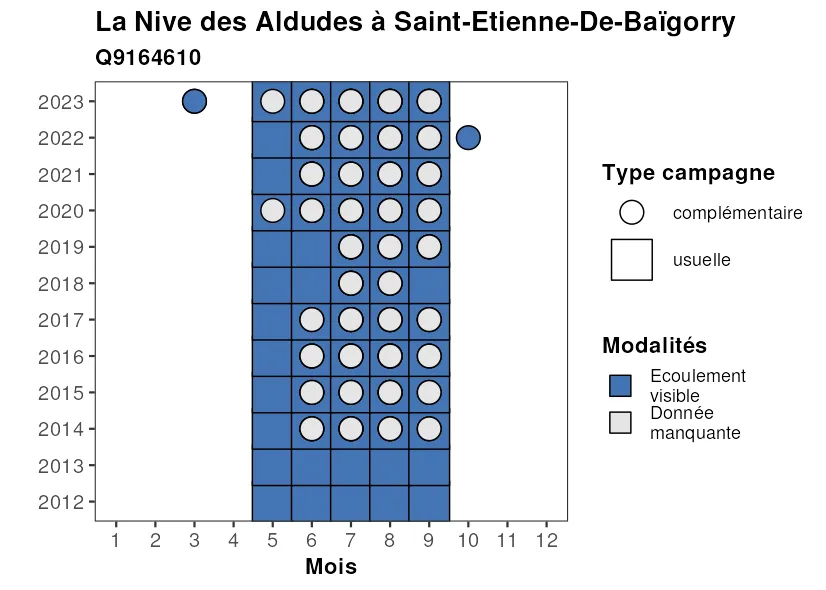 La Nive des Aldudes à Saint-Etienne-De-Baïgorry
Q9164610
2023
2022
2021
2020
2019
2018
2017
2016
2015
2014
2013
2012
1 2 3 4 5 6 7 8 9 10 11 12
Mois
Type campagne
complémentaire
usuelle
Modalités
Ecoulement
visible
Donnée
manquante